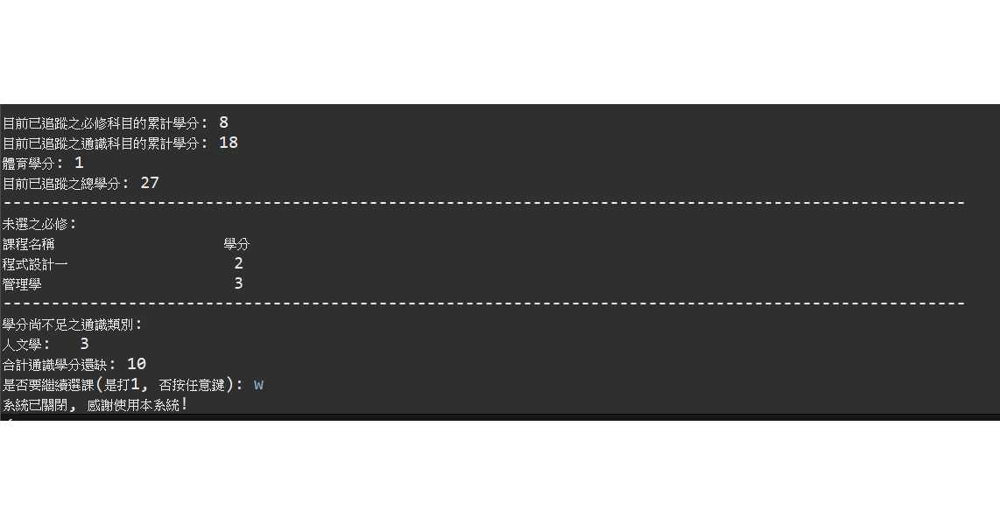 目前已追蹤之必修科目的累計學分: 8
目前已追蹤之通識科目的累計學分: 18
體育學分: 1
目前已追蹤之總學分: 27
--------------------------------------------------------------------------------------------------------------
未選之必修:
課程名稱 學分
程式設計一 2
管理學 3
--------------------------------------------------------------------------------------------------------------
學分尚不足之通識類別:
人文學: 3
合計通識學分還缺: 10
是否要繼續選課(是打1, 否按任意鍵): w
系統已關閉, 感謝使用本系統!